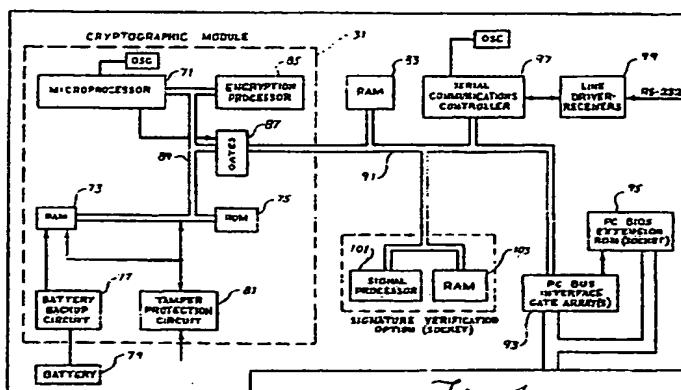 CRYPTOGRAPHIC MODULE
31
OSC
71
85
MICROPROCESSOR
ENCRYPTION
PROCESSOR
87
GATES
89
73
RAM
ROM
75
77
BATTERY
BACKUP
CIRCUIT
81
TAMPER
PROTECTION
CIRCUIT
BATTERY
79
RAM
OSC
97
SERIAL
COMMUNICATIONS
CONTROLLER
99
LINE
DRIVER-
RECEIVERS
RS-232
91
101
SIGNAL
PROCESSOR
103
RAM
SIGNATURE VERIFICATION
OPTION (SOCKET)
95
PC BIOS
EXTENSION
ROM (SOCKET)
PC BUS
INTERFACE
GATE ARRAY(S)
93